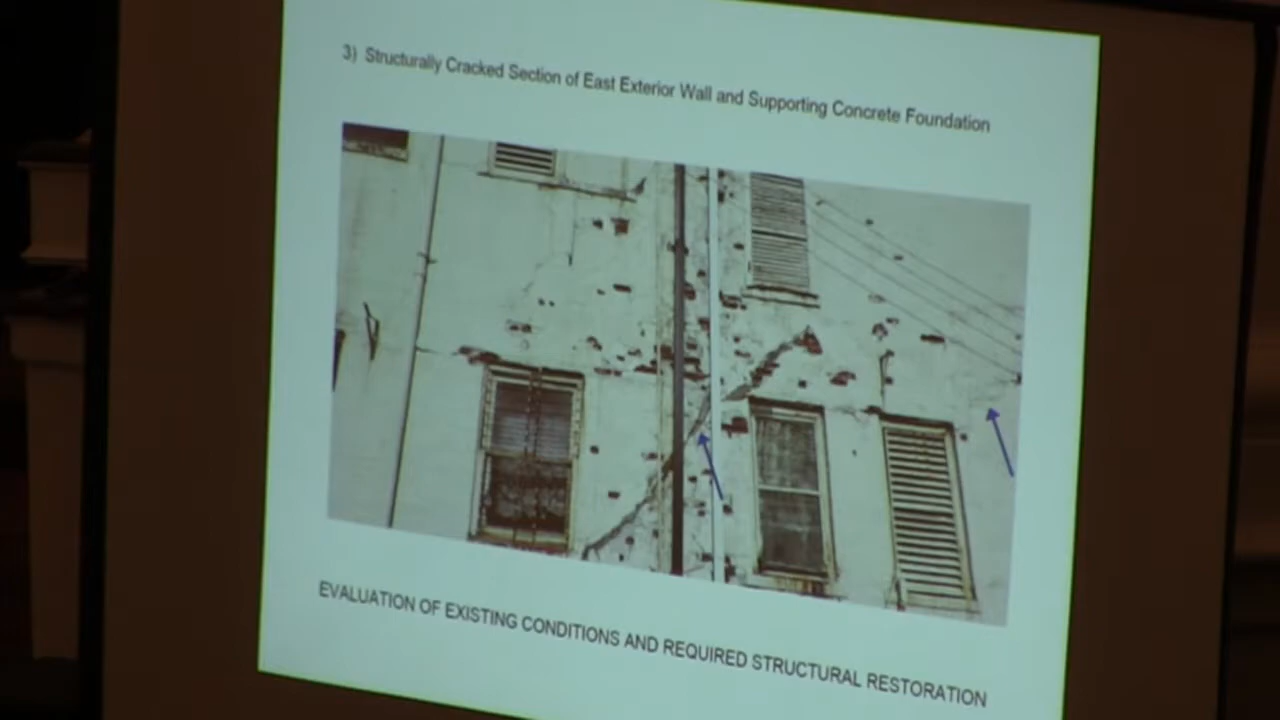 3) Structurally Cracked Section of East Exterior Wall and Supporting Concrete Foundation
EVALUATION OF EXISTING CONDITIONS AND REQUIRED STRUCTURAL RESTORATION